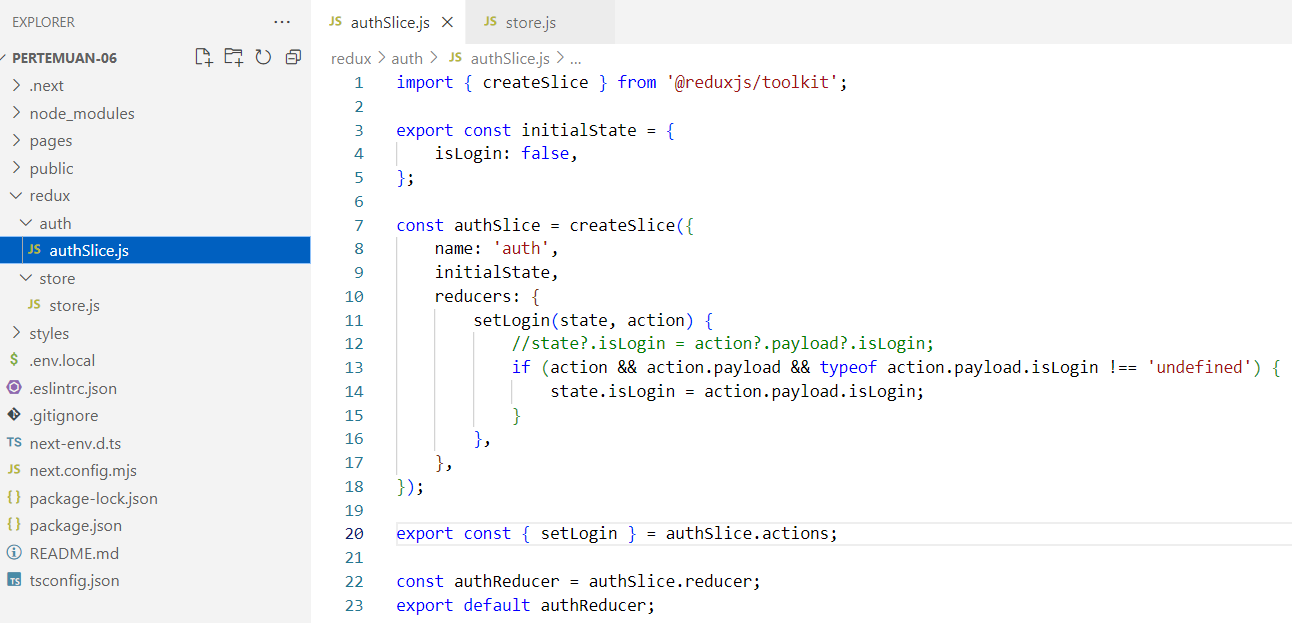 EXPLORER
PERTEMUAN-06
.next
node_modules
pages
public
redux
auth
JS authSlice.js
store
JS store.js
styles
$ .env.local
.eslintrc.json
.gitignore
TS next-env.d.ts
JS next.config.mjs
{} package-lock.json
{} package.json
README.md
TS tsconfig.json
JS authSlice.js
JS store.js
redux > auth > JS authSlice.js > ...
1 import { createSlice } from '@reduxjs/toolkit';
2
3 export const initialState = {
4     isLogin: false,
5 };
6
7 const authSlice = createSlice({
8     name: 'auth',
9     initialState,
10     reducers: {
11         setLogin(state, action) {
12             //state?.isLogin = action?.payload?.isLogin;
13             if (action && action.payload && typeof action.payload.isLogin !== 'undefined') {
14                 state.isLogin = action.payload.isLogin;
15             }
16         },
17     },
18 });
19
20 export const { setLogin } = authSlice.actions;
21
22 const authReducer = authSlice.reducer;
23 export default authReducer;